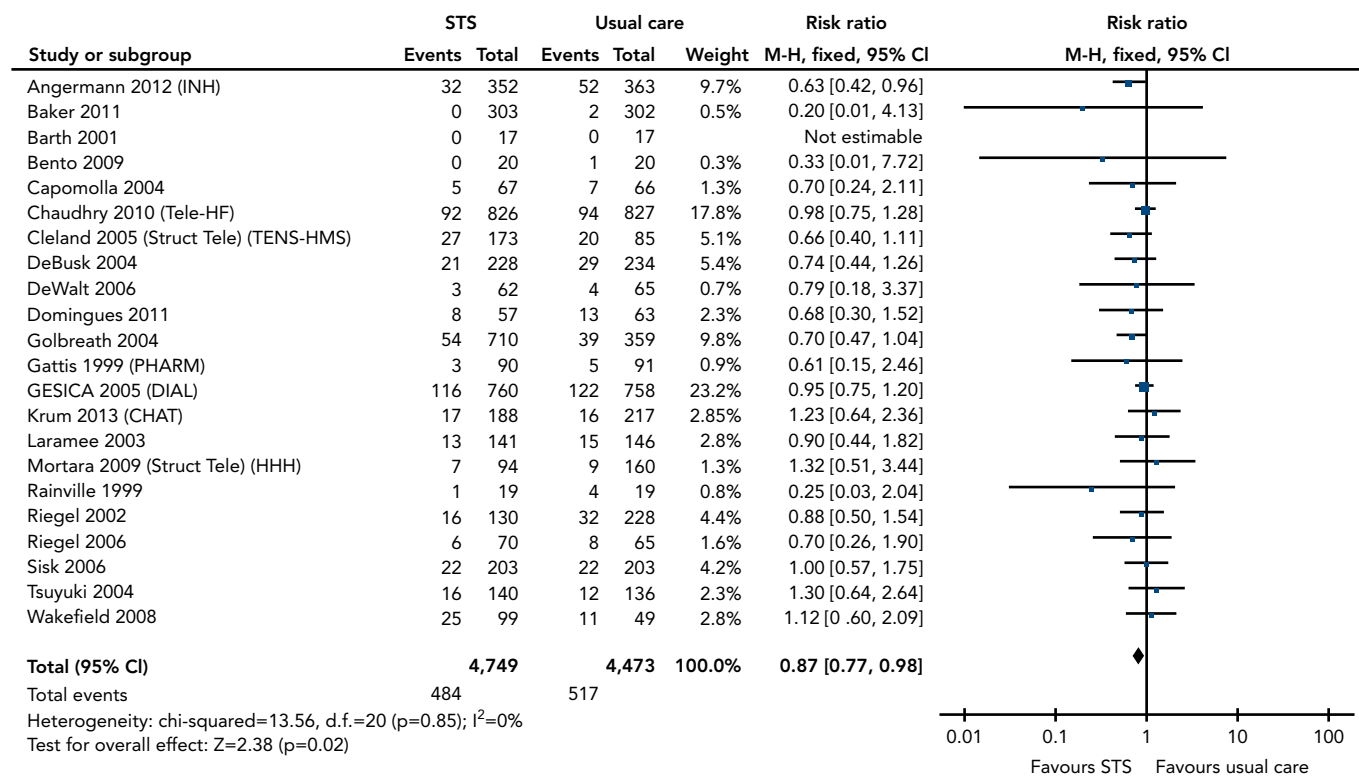 STS Usual care Risk ratio Risk ratio
Study or subgroup Events Total Events Total Weight M-H, fixed, 95% CI M-H, fixed, 95% CI
Angermann 2012 (INH) 32 352 52 363 9.7% 0.63 [0.42, 0.96]
Baker 2011 0 303 2 302 0.5% 0.20 [0.01, 4.13]
Barth 2001 0 17 0 17 Not estimable
Bento 2009 0 20 1 20 0.3% 0.33 [0.01, 7.72]
Capomolla 2004 5 67 7 66 1.3% 0.70 [0.24, 2.11]
Chaudhry 2010 (Tele-HF) 92 826 94 827 17.8% 0.98 [0.75, 1.28]
Cleland 2005 (Struct Tele) (TENS-HMS) 27 173 20 85 5.1% 0.66 [0.40, 1.11]
DeBusk 2004 21 228 29 234 5.4% 0.74 [0.44, 1.26]
DeWalt 2006 3 62 4 65 0.7% 0.79 [0.18, 3.37]
Domingues 2011 8 57 13 63 2.3% 0.68 [0.30, 1.52]
Golbreath 2004 54 710 39 359 9.8% 0.70 [0.47, 1.04]
Gattis 1999 (PHARM) 3 90 5 91 0.9% 0.61 [0.15, 2.46]
GESICA 2005 (DIAL) 116 760 122 758 23.2% 0.95 [0.75, 1.20]
Krum 2013 (CHAT) 17 188 16 217 2.85% 1.23 [0.64, 2.36]
Laramee 2003 13 141 15 146 2.8% 0.90 [0.44, 1.82]
Mortara 2009 (Struct Tele) (HHH) 7 94 9 160 1.3% 1.32 [0.51, 3.44]
Rainville 1999 1 19 4 19 0.8% 0.25 [0.03, 2.04]
Riegel 2002 16 130 32 228 4.4% 0.88 [0.50, 1.54]
Riegel 2006 6 70 8 65 1.6% 0.70 [0.26, 1.90]
Sisk 2006 22 203 22 203 4.2% 1.00 [0.57, 1.75]
Tsuyuki 2004 16 140 12 136 2.3% 1.30 [0.64, 2.64]
Wakefield 2008 25 99 11 49 2.8% 1.12 [0 .60, 2.09]
Total (95% CI) 4,749 4,473 100.0% 0.87 [0.77, 0.98]
Total events 484 517
Heterogeneity: chi-squared=13.56, d.f.=20 (p=0.85); I²=0%
Test for overall effect: Z=2.38 (p=0.02)
0.01 0.1 1 10 100
Favours STS Favours usual care